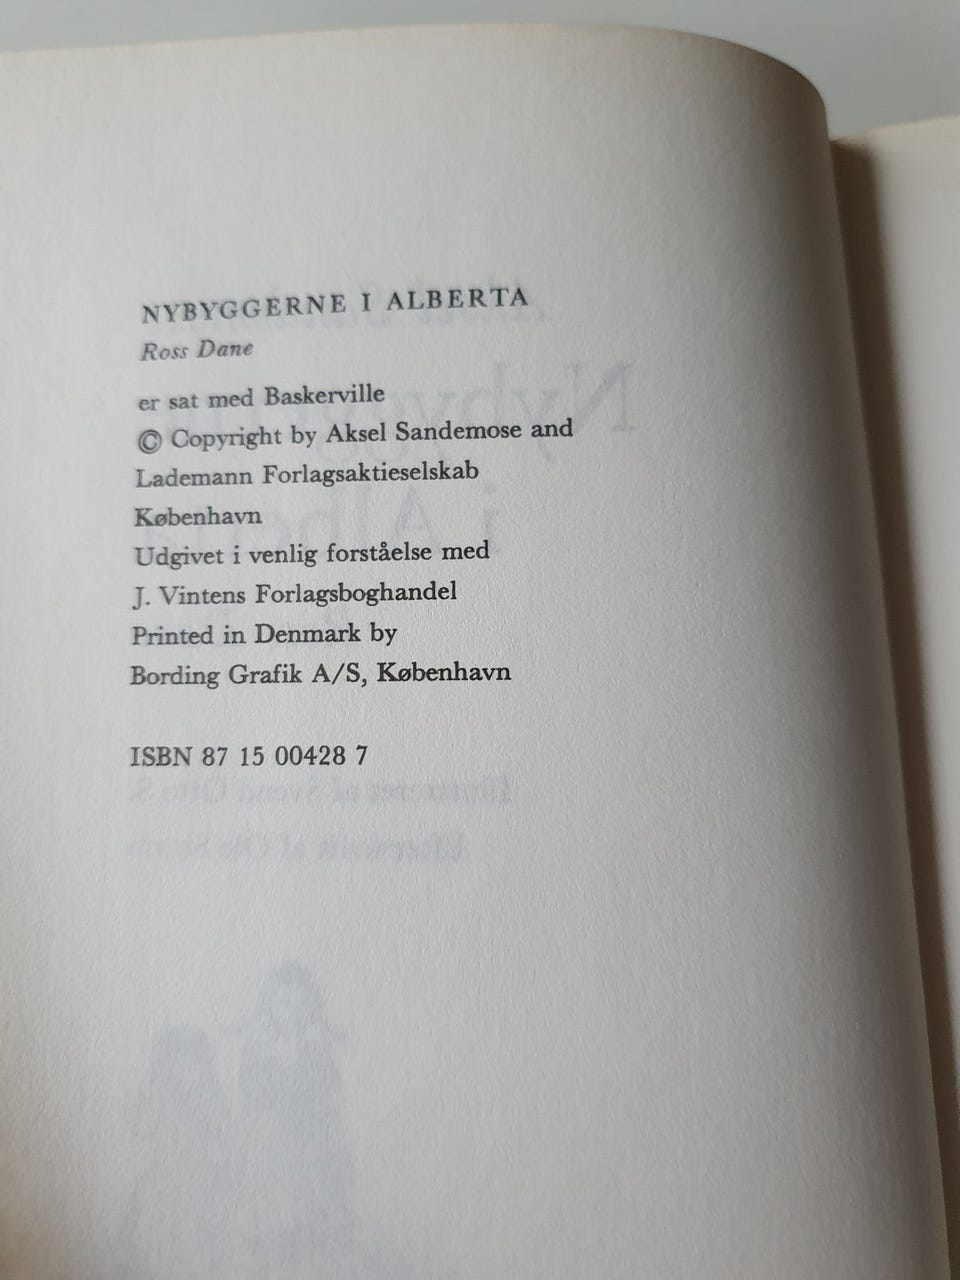 NYBYGGERNE I ALBERTA
Ross Dane
er sat med Baskerville
© Copyright by Aksel Sandemose and
Lademann Forlagsaktieselskab
København
Udgivet i venlig forståelse med
J. Vintens Forlagsboghandel
Printed in Denmark by
Bording Grafik A/S, København
ISBN 87 15 00428 7